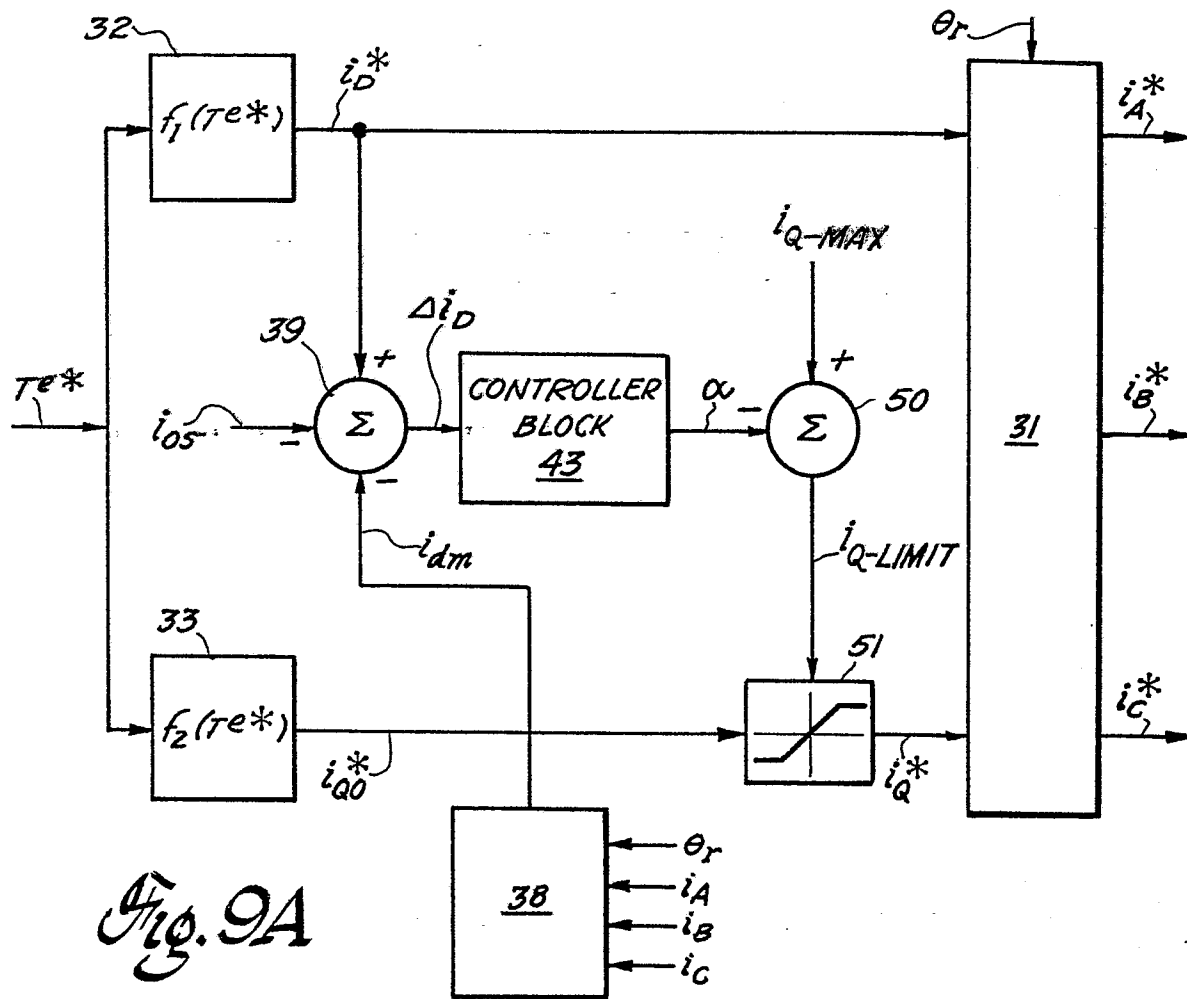 32
θr
iD*
iA*
f1(Te*)
iQ-MAX
39
ΔiD
+
+
Te*
CONTROLLER
BLOCK
43
α
-
50
iB*
ios
-
Σ
Σ
31
-
idm
iQ-LIMIT
33
51
iC*
f2(Te*)
iQO*
iQ*
θr
38
iA
iB
iC
Fig. 9A